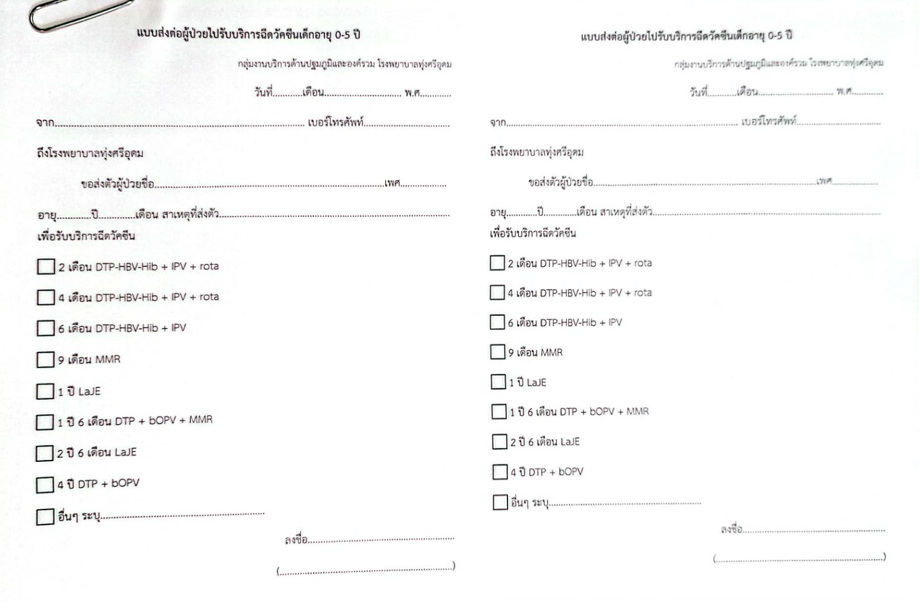 แบบส่งต่อผู้ป่วยไปรับบริการฉีดวัคซีนเด็กอายุ 0-5 ปี
กลุ่มงานบริการด้านปฐมภูมิและองค์รวม โรงพยาบาลทุ่งศรีอุดม
วันที่..........เดือน.......................... พ.ศ...........
จาก.................................................................................... เบอร์โทรศัพท์.............................
ถึงโรงพยาบาลทุ่งศรีอุดม
ขอส่งตัวผู้ป่วยชื่อ.............................................................................เพศ...............
อายุ...........ปี............เดือน สาเหตุที่ส่งตัว.............................................................................
เพื่อรับบริการฉีดวัคซีน
2 เดือน DTP-HBV-Hib + IPV + rota
4 เดือน DTP-HBV-Hib + IPV + rota
6 เดือน DTP-HBV-Hib + IPV
9 เดือน MMR
1 ปี LaJE
1 ปี 6 เดือน DTP + bOPV + MMR
2 ปี 6 เดือน LaJE
4 ปี DTP + bOPV
อื่นๆ ระบุ.......................................................
ลงชื่อ.................................................
(..........................................................)
แบบส่งต่อผู้ป่วยไปรับบริการฉีดวัคซีนเด็กอายุ 0-5 ปี
กลุ่มงานบริการด้านปฐมภูมิและองค์รวม โรงพยาบาลทุ่งศรีอุดม
วันที่..........เดือน.......................... พ.ศ...........
จาก.............................................................................. เบอร์โทรศัพท์............................
ถึงโรงพยาบาลทุ่งศรีอุดม
ขอส่งตัวผู้ป่วยชื่อ...........................................................................เพศ...............
อายุ...........ปี...........เดือน สาเหตุที่ส่งตัว............................................................................
เพื่อรับบริการฉีดวัคซีน
2 เดือน DTP-HBV-Hib + IPV + rota
4 เดือน DTP-HBV-Hib + IPV + rota
6 เดือน DTP-HBV-Hib + IPV
9 เดือน MMR
1 ปี LaJE
1 ปี 6 เดือน DTP + bOPV + MMR
2 ปี 6 เดือน LaJE
4 ปี DTP + bOPV
อื่นๆ ระบุ...................................................
ลงชื่อ.................................................
(.........................................................)